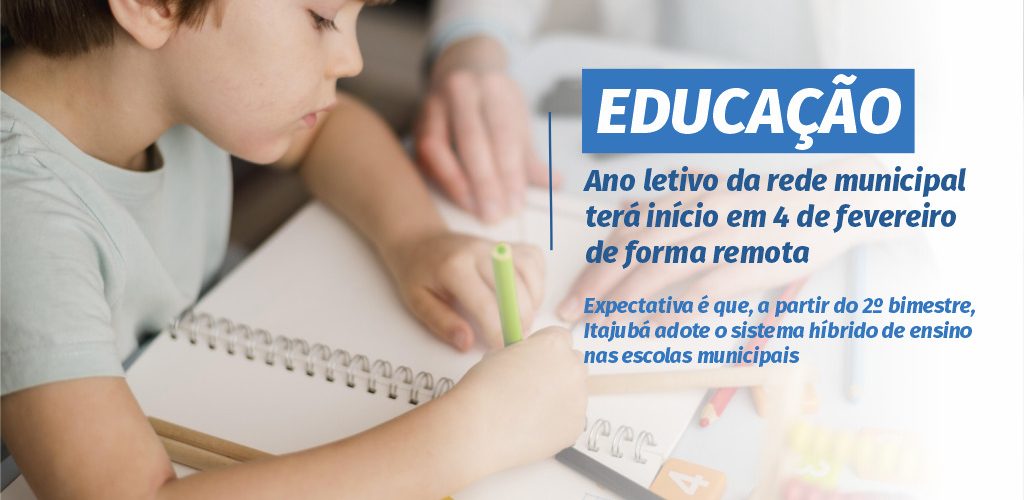 EDUCAÇÃO
Ano letivo da rede municipal
terá início em 4 de fevereiro
de forma remota
Expectativa é que, a partir do 2º bimestre,
Itajubá adote o sistema híbrido de ensino
nas escolas municipais
4